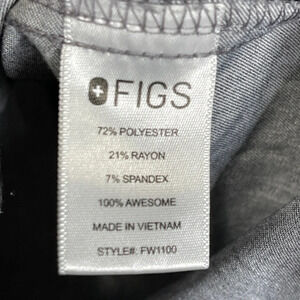 FIGS
72% POLYESTER
21% RAYON
7% SPANDEX
100% AWESOME
MADE IN VIETNAM
STYLE#: FW1100